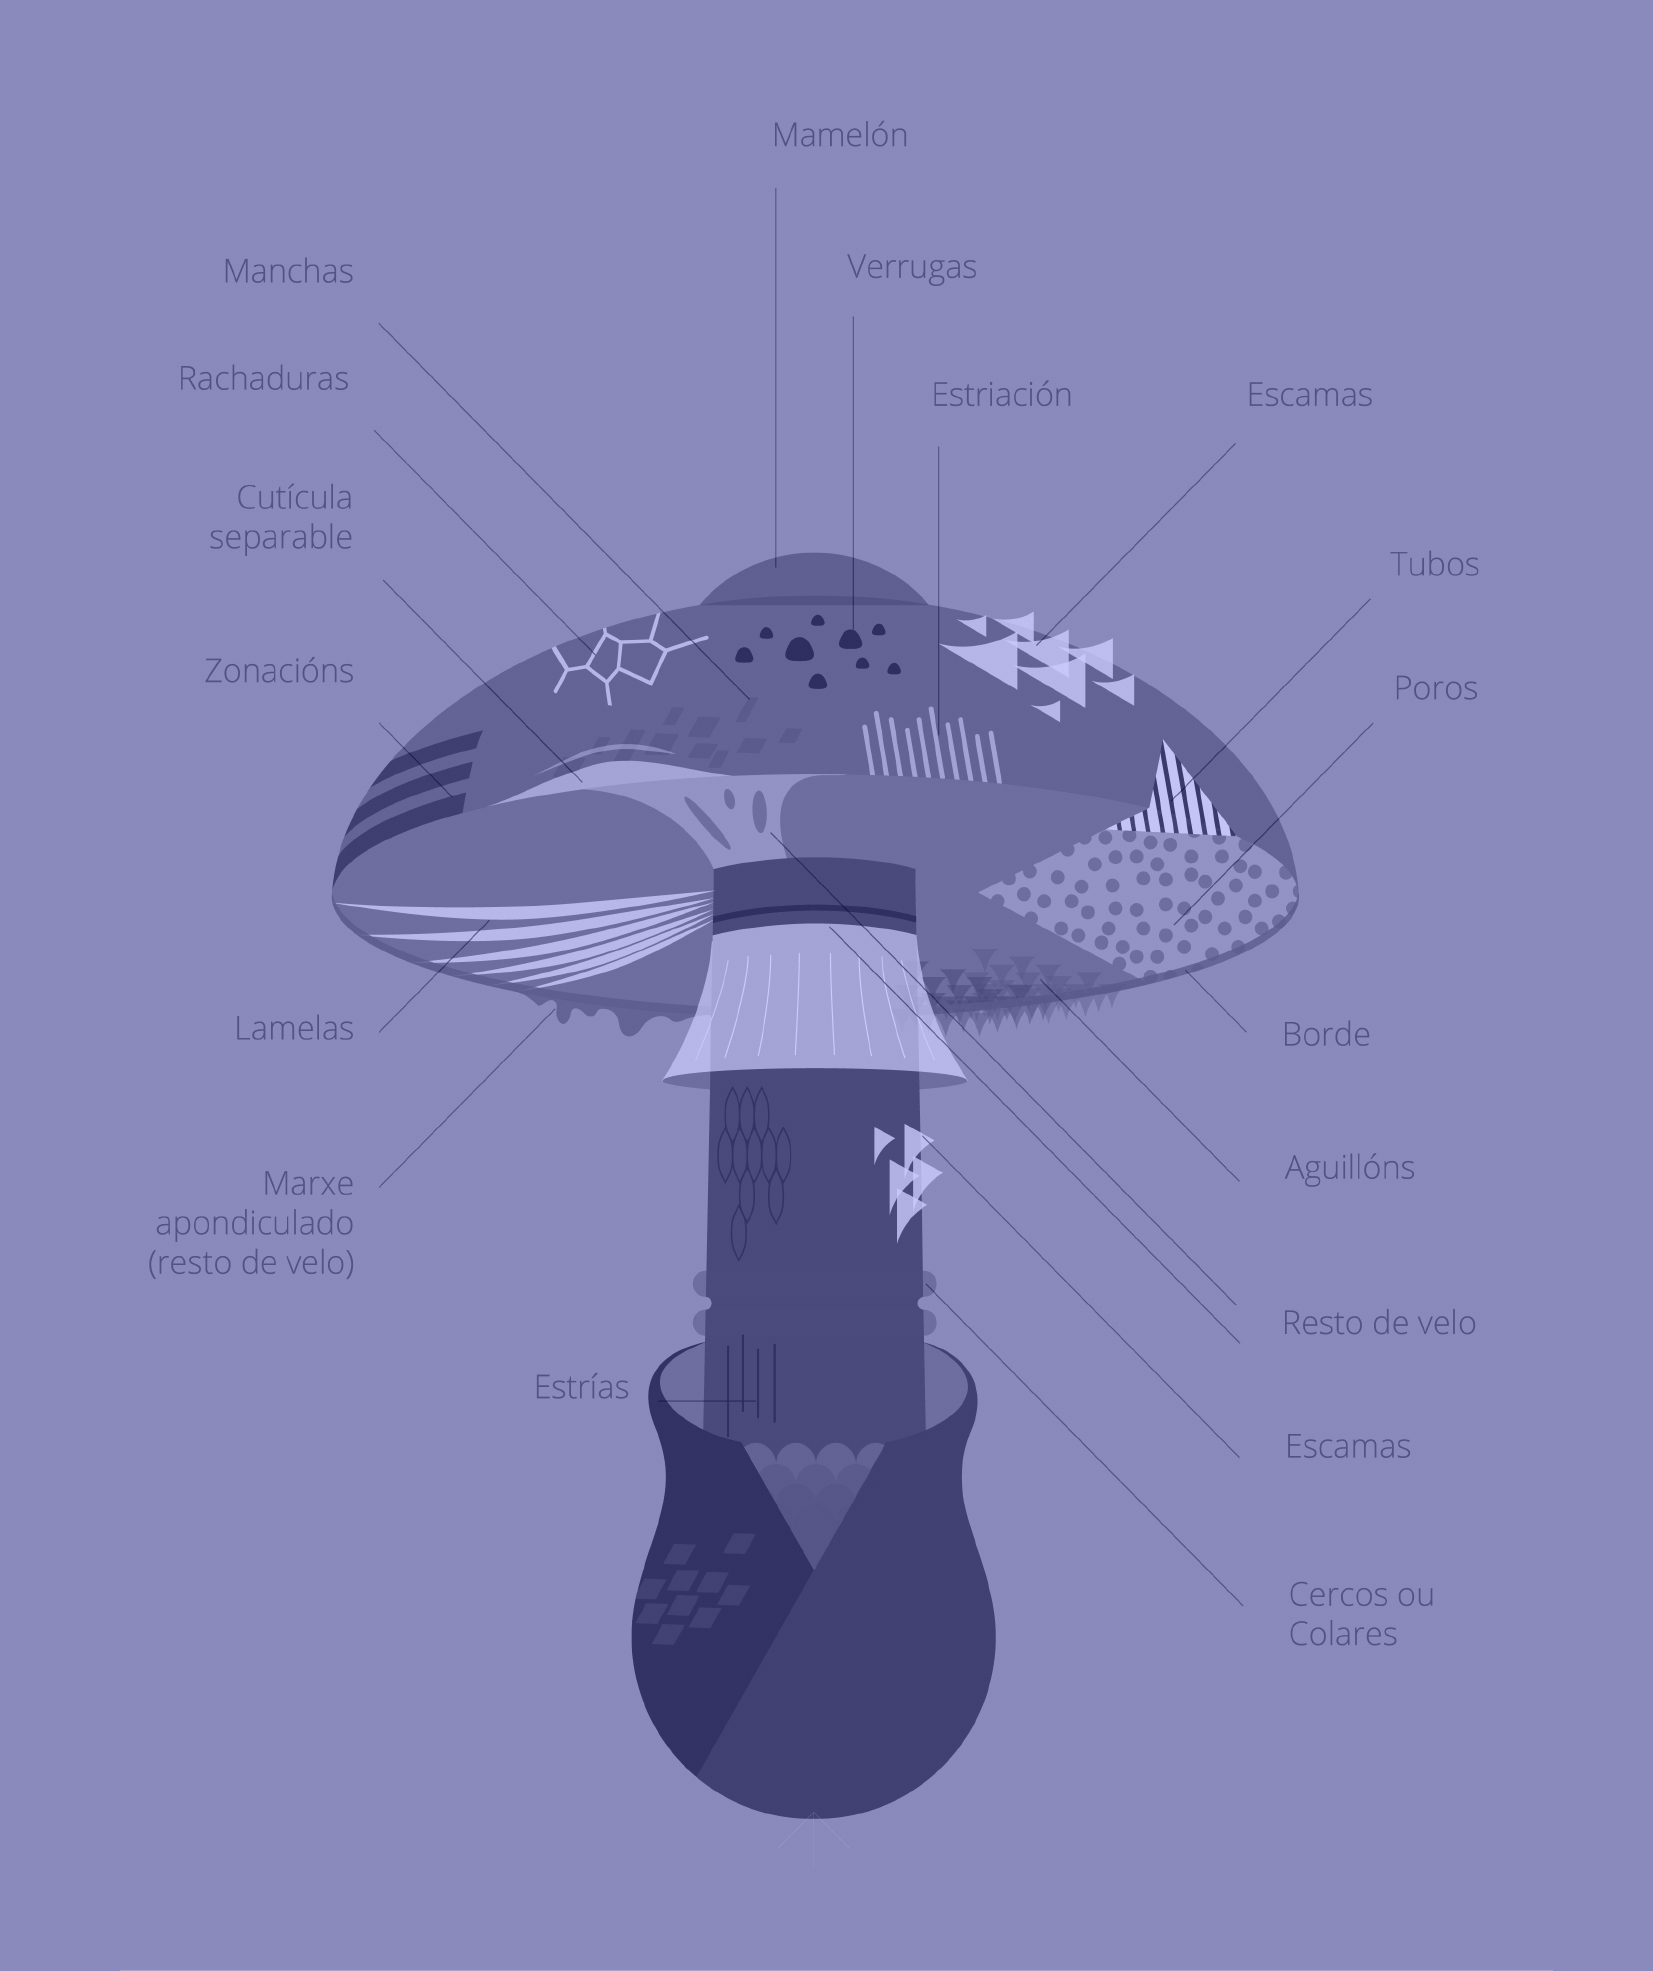 Mamelón
Manchas
Verrugas
Rachaduras
Estriación
Escamas
Cutícula
separable
Tubos
Zonacións
Poros
Lamelas
Borde
Marxe
apondiculado
(resto de velo)
Aguillóns
Resto de velo
Estrías
Escamas
Cercos ou
Colares